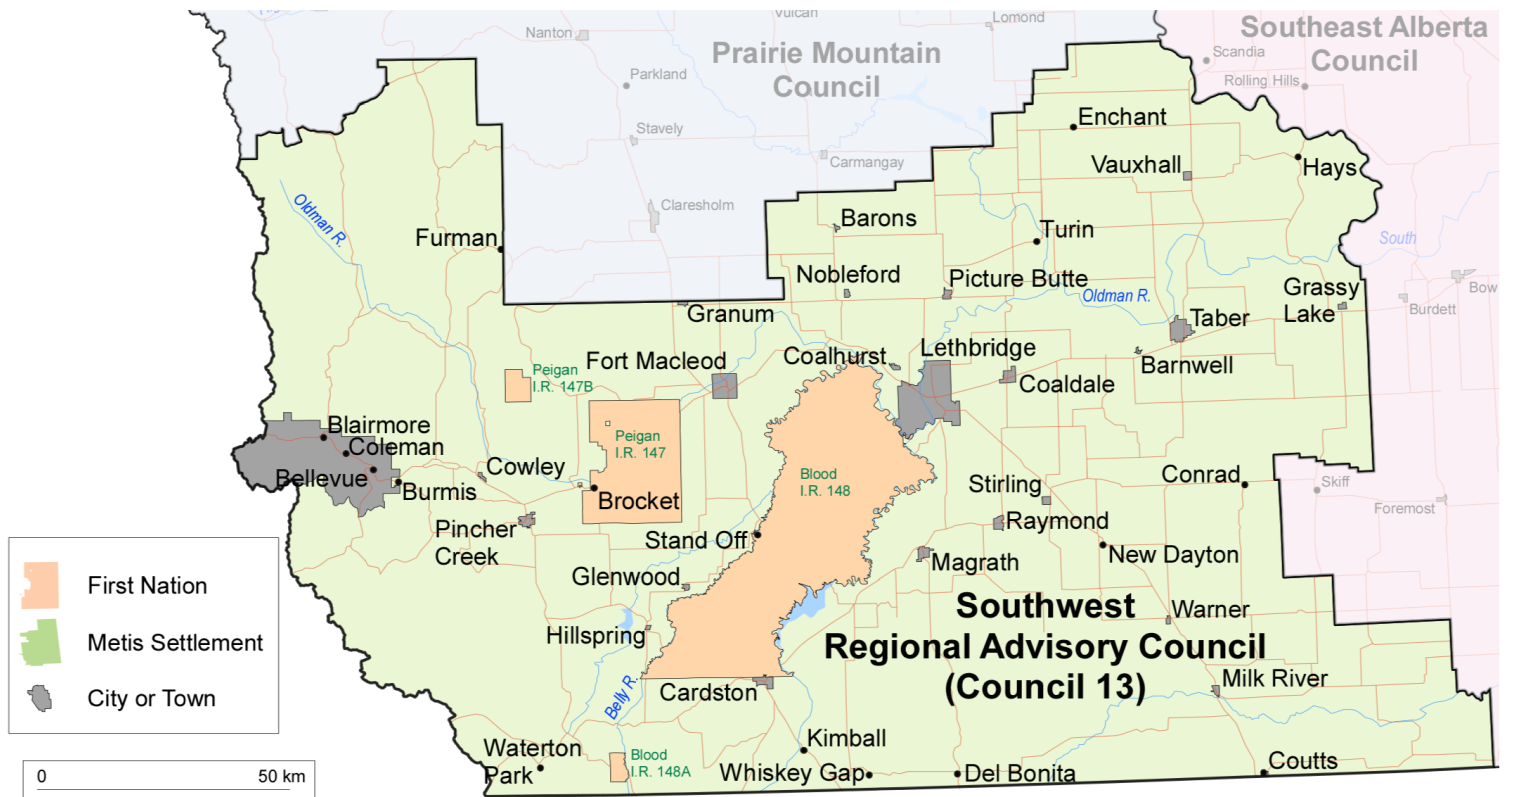 Vulcan
Lomond
Nanton
Prairie Mountain
Council
Southeast Alberta
Council
Scandia
Rolling Hills
Parkland
Stavely
Carmangay
Claresholm
Enchant
Vauxhall
Hays
Oldman R.
Furman
Barons
Turin
South
Nobleford
Picture Butte
Oldman R.
Grassy
Lake
Bow
Burdett
Granum
Taber
Fort Macleod
Coalhurst
Lethbridge
Barnwell
Peigan
I.R. 147B
Coaldale
Blairmore
Coleman
Bellevue
Burmis
Cowley
Peigan
I.R. 147
Brocket
Blood
I.R. 148
Stirling
Conrad
Skiff
Foremost
Pincher
Creek
Stand Off
Raymond
New Dayton
Magrath
Glenwood
Hillspring
Southwest
Regional Advisory Council
(Council 13)
Warner
Milk River
Belly R.
Cardston
First Nation
Metis Settlement
City or Town
Waterton
Park
Blood
I.R. 148A
Kimball
Whiskey Gap
Del Bonita
Coutts
0 50 km